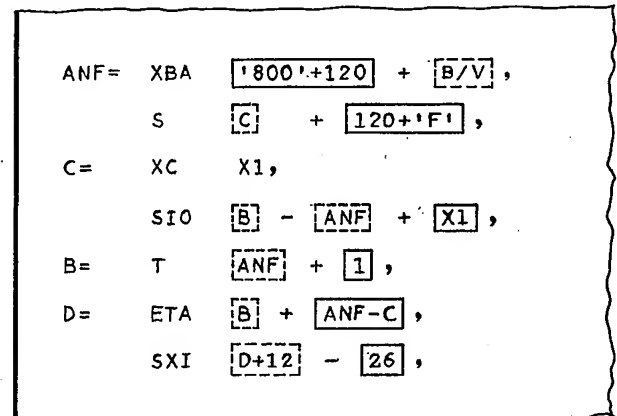 ANF= XBA '800'+120 + B/V ,
S C + 120+'F' ,
C= XC X1,
SIO B - ANF + X1 ,
B= T ANF + 1 ,
D= ETA B + ANF-C ,
SXI D+12 - 26 ,